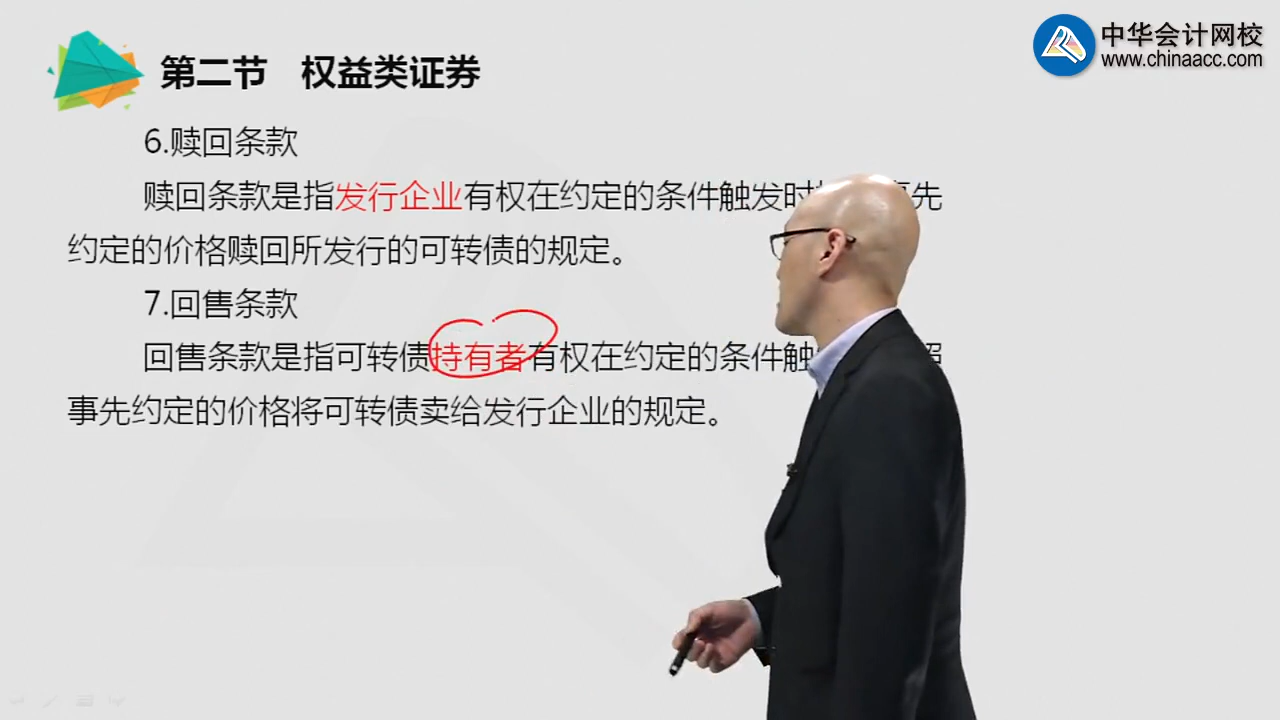 中华会计网校
www.chinaacc.com
第二节 权益类证券
6.赎回条款
赎回条款是指发行企业有权在约定的条件触发时 先
约定的价格赎回所发行的可转债的规定。
7.回售条款
回售条款是指可转债持有者有权在约定的条件触
事先约定的价格将可转债卖给发行企业的规定。